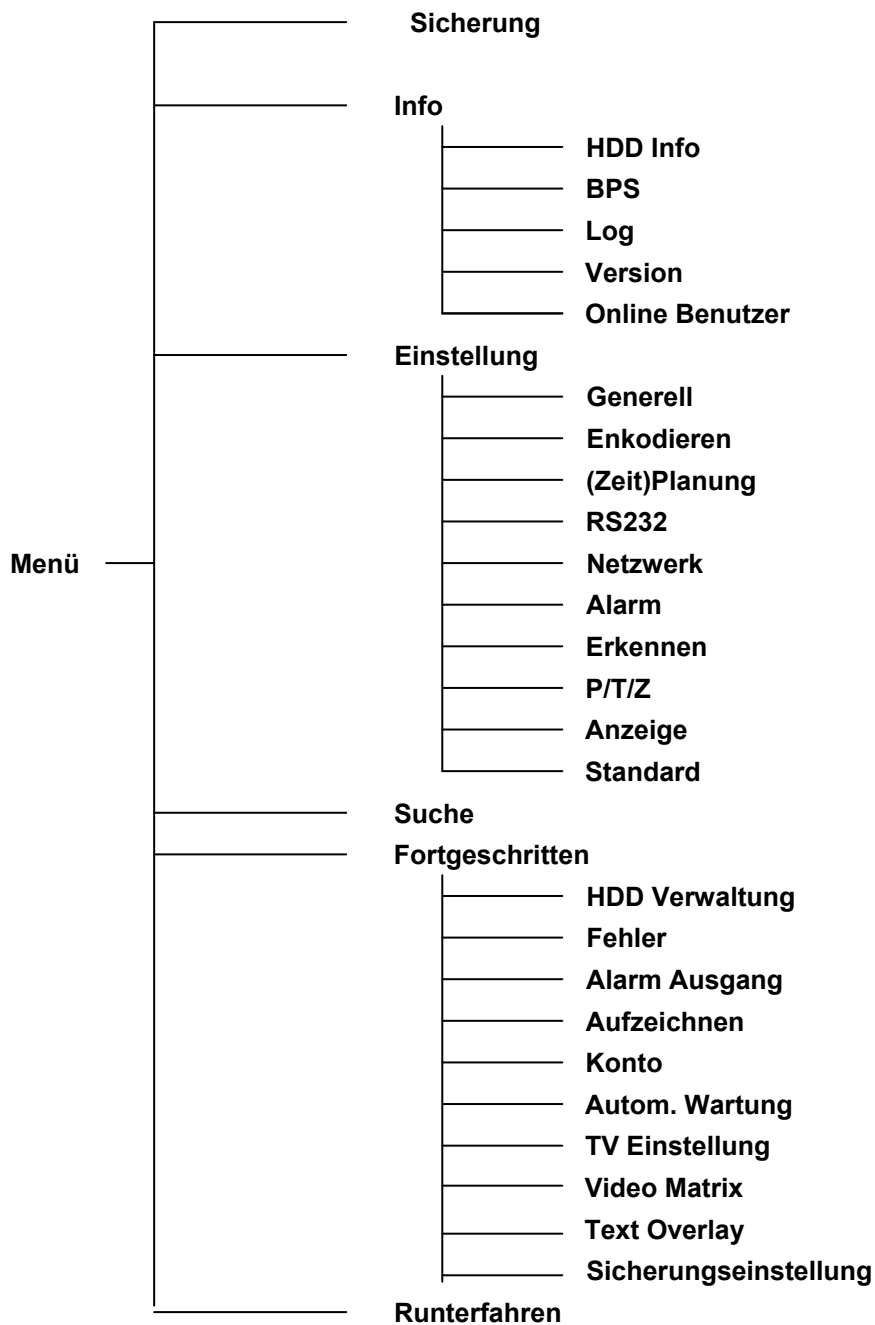 Sicherung
Info
HDD Info
BPS
Log
Version
Online Benutzer
Einstellung
Generell
Enkodieren
(Zeit)Planung
RS232
Menü
Netzwerk
Alarm
Erkennen
P/T/Z
Anzeige
Standard
Suche
Fortgeschritten
HDD Verwaltung
Fehler
Alarm Ausgang
Aufzeichnen
Konto
Autom. Wartung
TV Einstellung
Video Matrix
Text Overlay
Sicherungseinstellung
Runterfahren